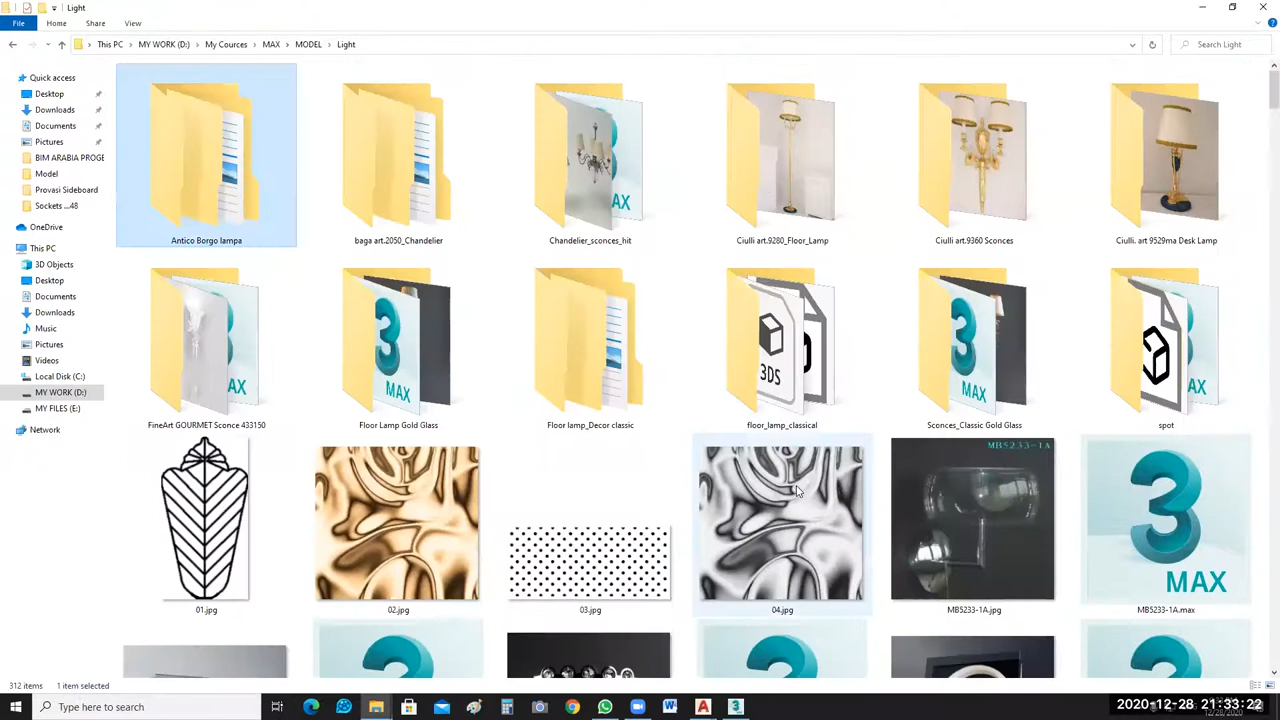 Light
File
Home
Share
View
This PC
MY WORK (D:)
My Cources
MAX
MODEL
Light
Search Light
Quick access
Desktop
Downloads
Documents
Pictures
BIM ARABIA PROGE
Model
Provasi Sideboard
Sockets ...48
OneDrive
This PC
3D Objects
Desktop
Documents
Downloads
Music
Pictures
Videos
Local Disk (C:)
MY WORK (D:)
MY FILES (E:)
Network
Antico Borgo lampa
baga art.2050_Chandelier
Chandelier_sconces_hit
Ciulli art.9280_Floor_Lamp
Ciulli art.9360 Sconces
Ciulli. art 9529ma Desk Lamp
FineArt GOURMET Sconce 433150
Floor Lamp Gold Glass
Floor lamp_Decor classic
floor_lamp_classical
Sconces_Classic Gold Glass
spot
AX
AX
3DS
MAX
MAX
AX
MB5233-1A
MAX
01.jpg
02.jpg
03.jpg
04.jpg
MB5233-1A.jpg
MB5233-1A.max
312 items
1 item selected
Type here to search
2020-12-28 21:33:22